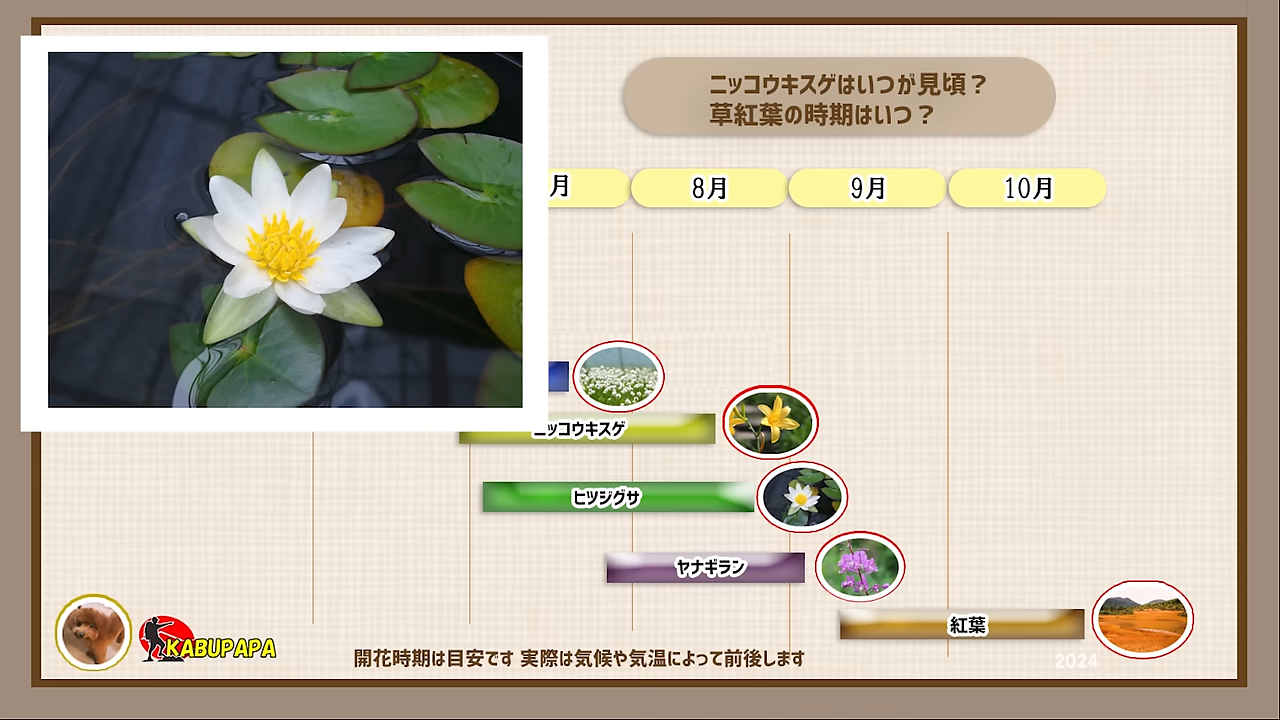 ニッコウキスゲはいつが見頃？
草紅葉の時期はいつ？
月
8月
9月
10月
ニッコウキスゲ
ヒツジグサ
ヤナギラン
紅葉
KABUPAPA
開花時期は目安です 実際は気候や気温によって前後します
2024